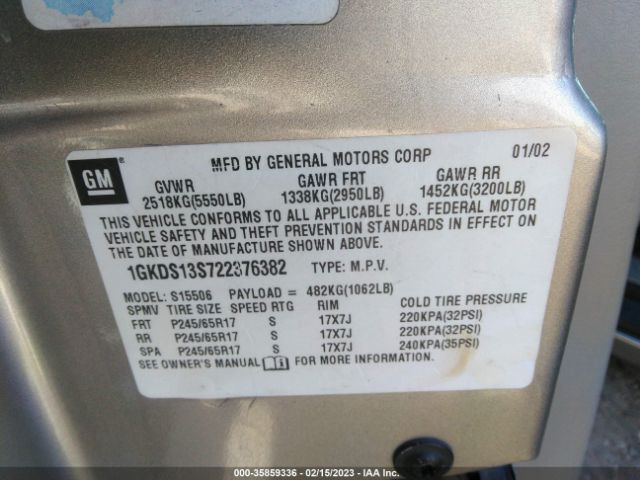 GM
MFD BY GENERAL MOTORS CORP 01/02
GVWR GAWR FRT GAWR RR
2518KG(5550LB) 1338KG(2950LB) 1452KG(3200LB)
THIS VEHICLE CONFORMS TO ALL APPLICABLE U.S. FEDERAL MOTOR
VEHICLE SAFETY AND THEFT PREVENTION STANDARDS IN EFFECT ON
THE DATE OF MANUFACTURE SHOWN ABOVE.
1GKDS13S722376382 TYPE: M.P.V.
MODEL: S15506 PAYLOAD = 482KG(1062LB)
SPMV TIRE SIZE SPEED RTG RIM COLD TIRE PRESSURE
FRT P245/65R17 S 17X7J 220KPA(32PSI)
RR P245/65R17 S 17X7J 220KPA(32PSI)
SPA P245/65R17 S 17X7J 240KPA(35PSI)
SEE OWNER'S MANUAL FOR MORE INFORMATION.
000-35859336 - 02/15/2023 - IAA Inc.